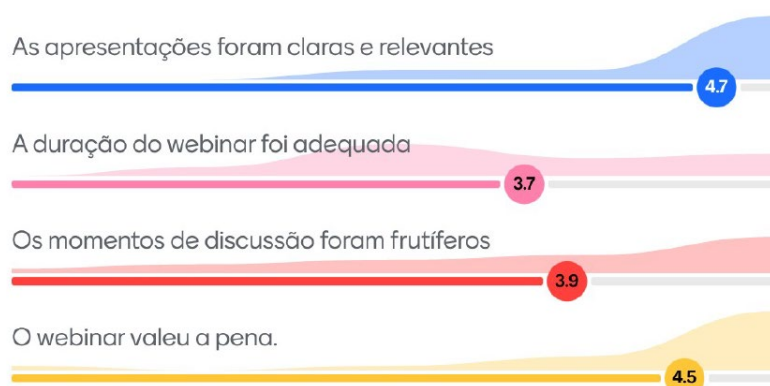 As apresentações foram claras e relevantes
4.7
A duração do webinar foi adequada
3.7
Os momentos de discussão foram frutíferos
3.9
O webinar valeu a pena.
4.5